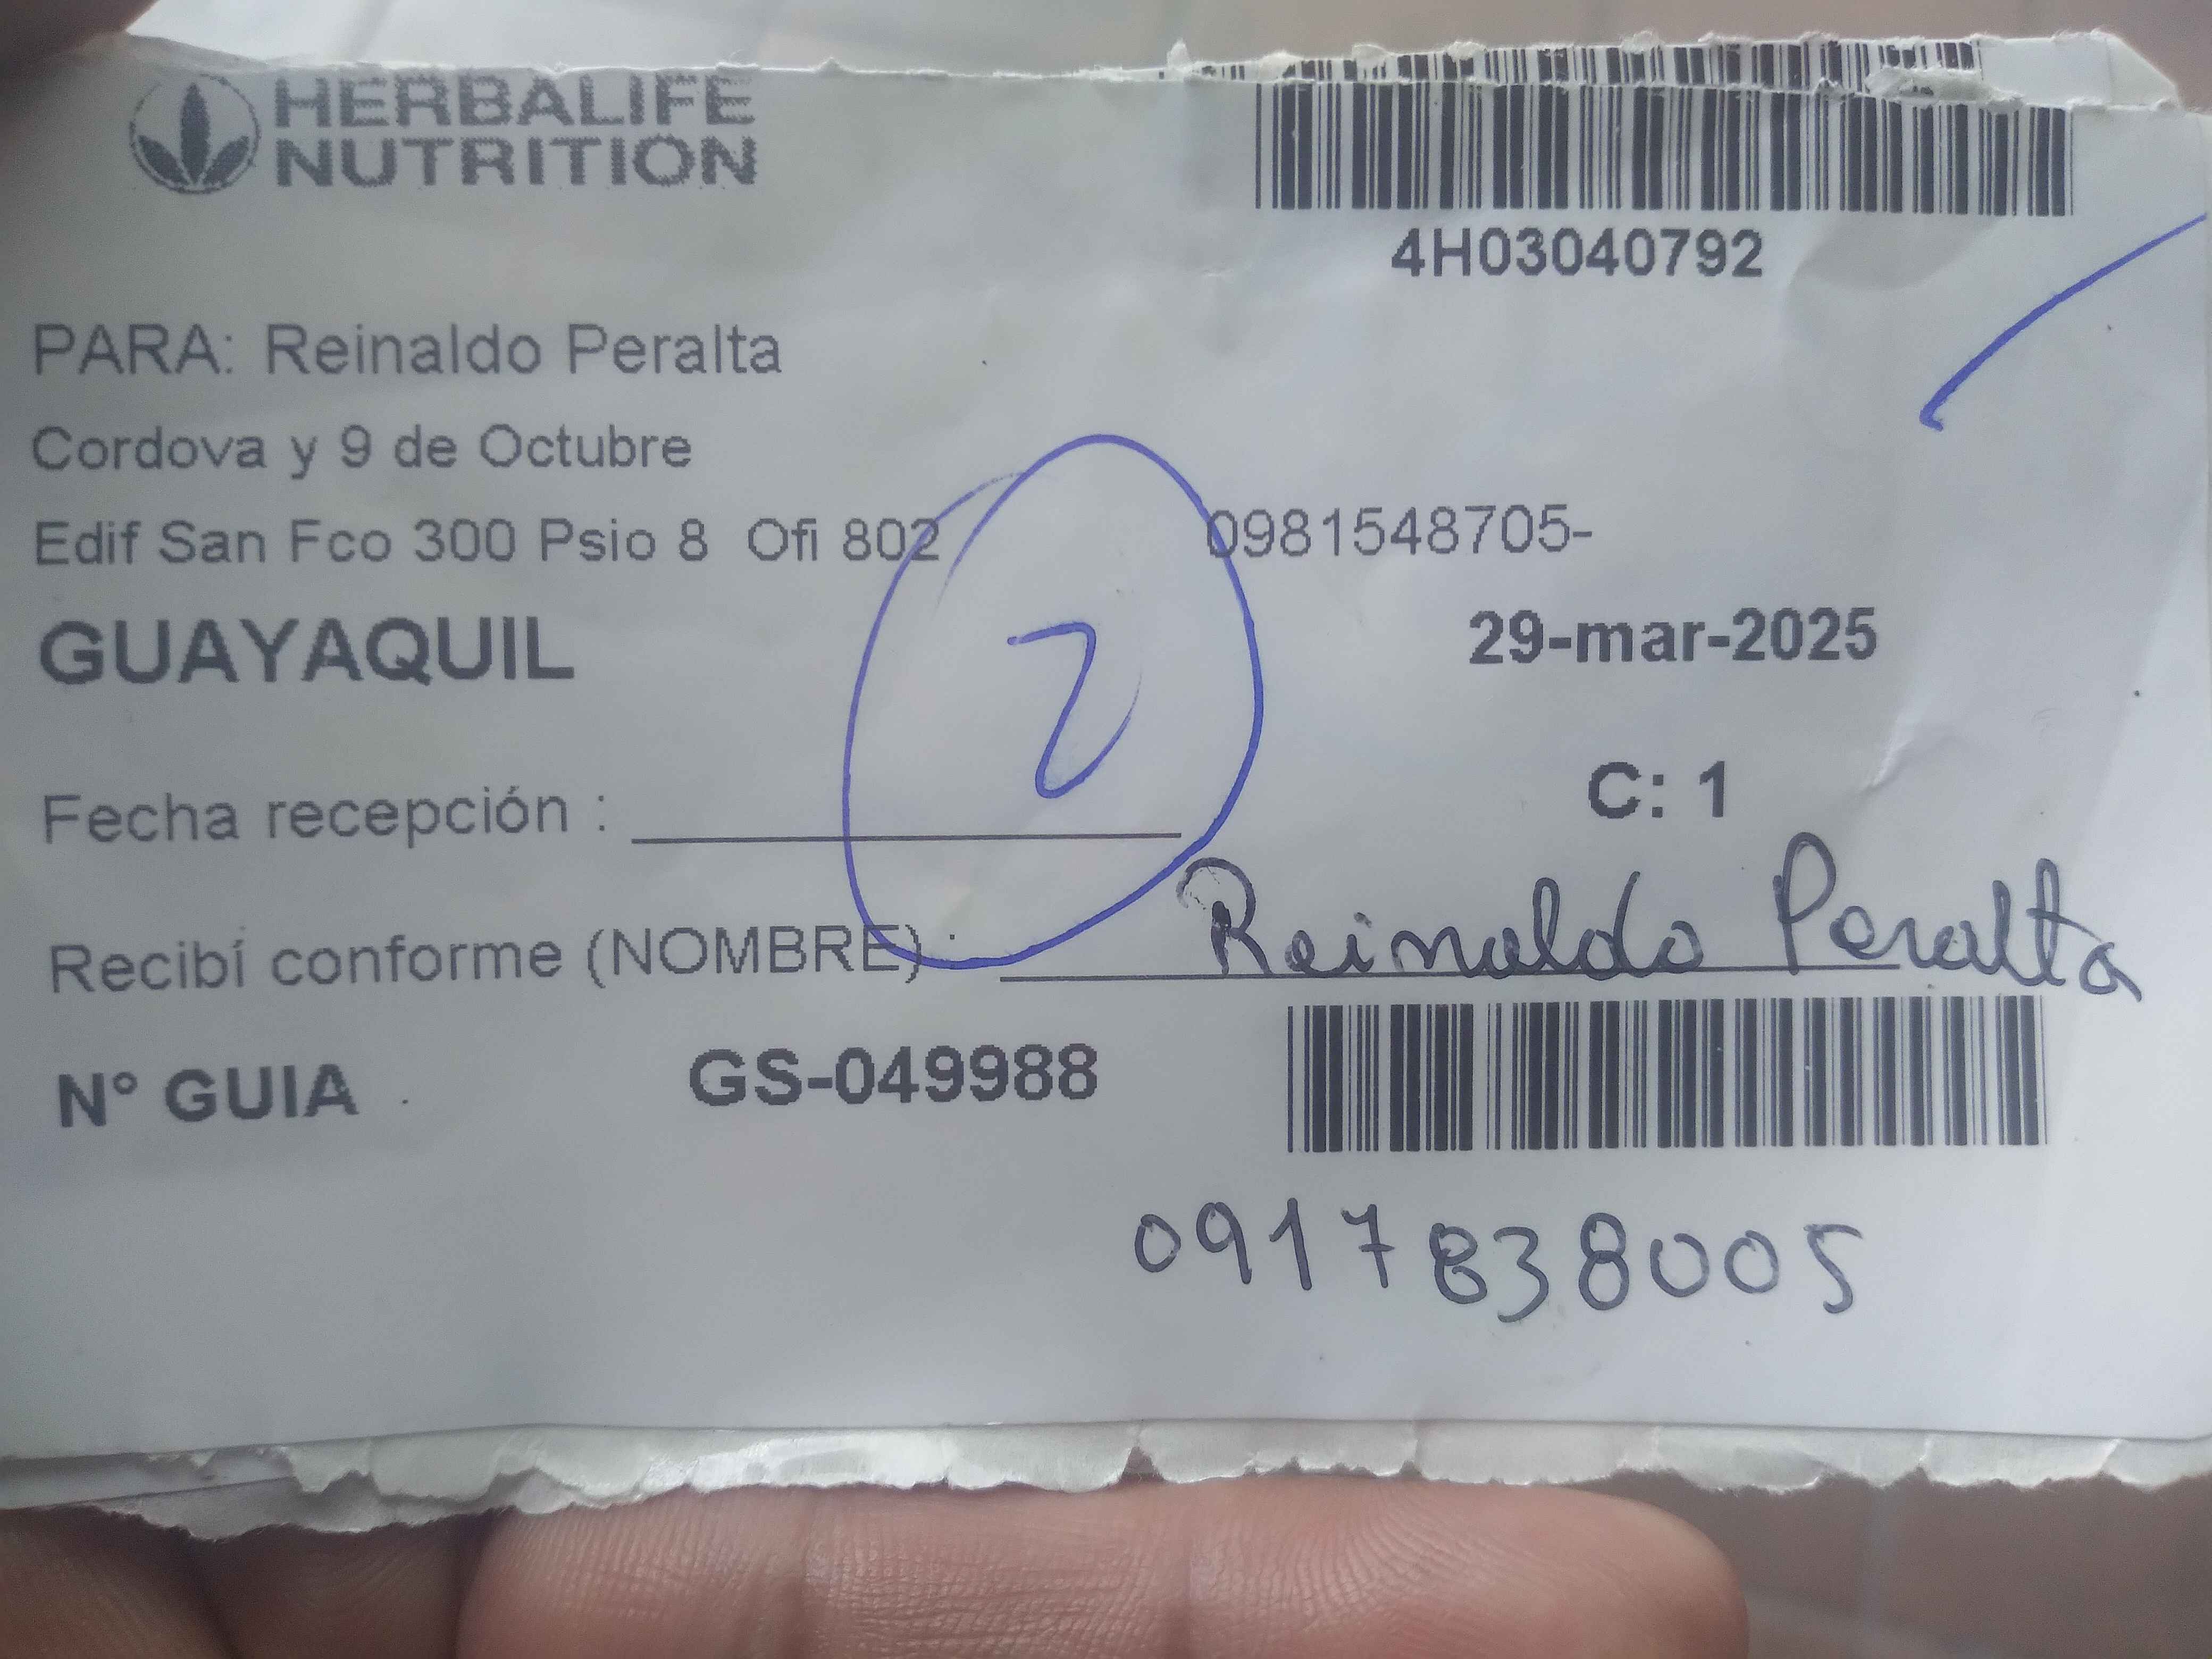 HERBALIFE
NUTRITION
4H03040792
PARA: Reinaldo Peralta
Cordova y 9 de Octubre
Edif San Fco 300 Psio 8 Ofi 802 0981548705-
GUAYAQUIL 29-mar-2025
2
C: 1
Fecha recepción :
Recibí conforme (NOMBRE) : Reinaldo Peralta
N° GUIA . GS-049988
0917838005